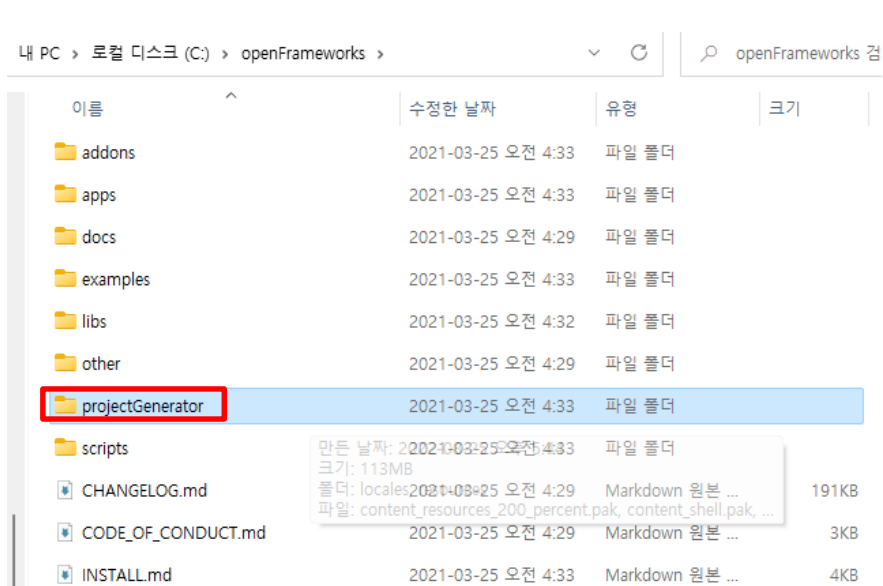 내 PC > 로컬 디스크 (C:) > openFrameworks >
openFrameworks 검
이름 수정한 날짜 유형 크기
addons 2021-03-25 오전 4:33 파일 폴더
apps 2021-03-25 오전 4:33 파일 폴더
docs 2021-03-25 오전 4:29 파일 폴더
examples 2021-03-25 오전 4:33 파일 폴더
libs 2021-03-25 오전 4:32 파일 폴더
other 2021-03-25 오전 4:29 파일 폴더
projectGenerator 2021-03-25 오전 4:33 파일 폴더
scripts 2021-03-25 오전 4:33 파일 폴더
만든 날짜:
크기: 113MB
CHANGELOG.md 2021-03-25 오전 4:29 Markdown 원본 ... 191KB
폴더: locales,
파일: content_resources_200_percent.pak, content_shell.pak, ...
CODE_OF_CONDUCT.md 2021-03-25 오전 4:29 Markdown 원본 ... 3KB
INSTALL.md 2021-03-25 오전 4:33 Markdown 원본 ... 4KB